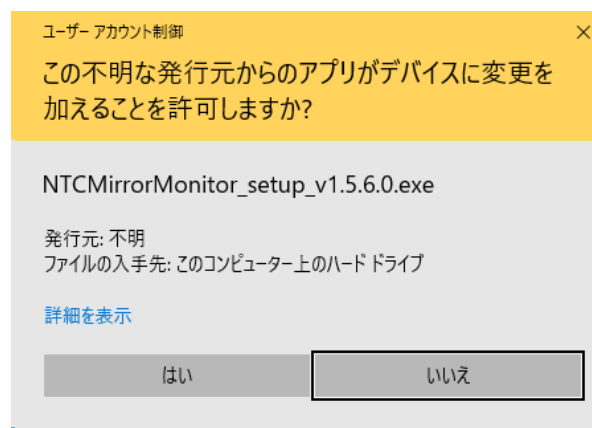 ユーザー アカウント制御
この不明な発行元からのアプリがデバイスに変更を
加えることを許可しますか?
NTCMirrorMonitor_setup_v1.5.6.0.exe
発行元: 不明
ファイルの入手先: このコンピューター上のハード ドライブ
詳細を表示
はい
いいえ